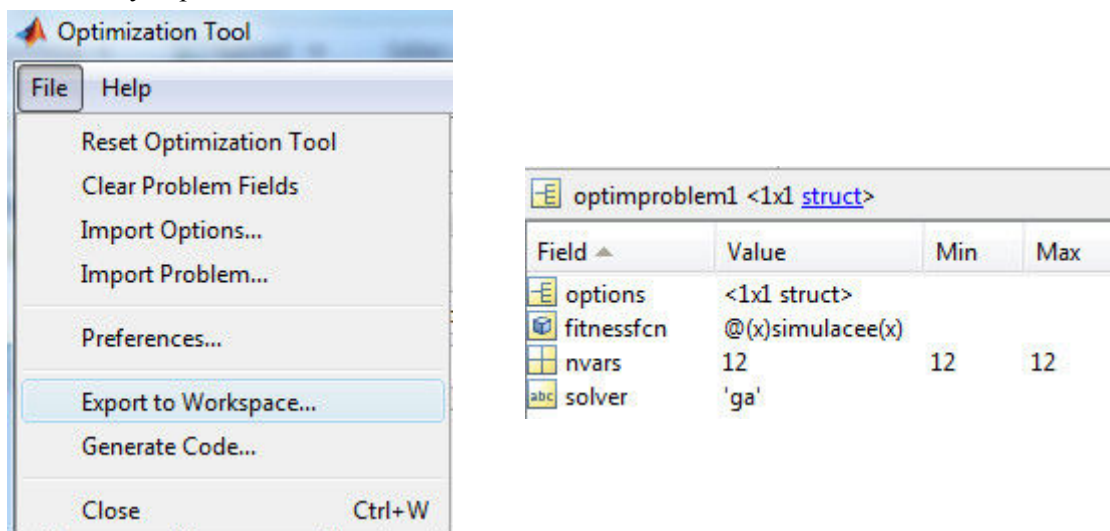 Optimization Tool
File Help
Reset Optimization Tool
Clear Problem Fields
Import Options...
Import Problem...
Preferences...
Export to Workspace...
Generate Code...
Close Ctrl+W
optimproblem1 <1x1 struct>
Field Value Min Max
options <1x1 struct>
fitnessfcn @(x)simulacee(x)
nvars 12 12 12
abc solver 'ga'